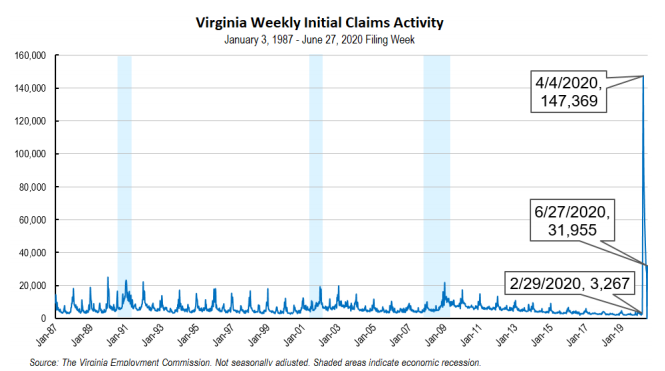 Virginia Weekly Initial Claims Activity
January 3, 1987 - June 27, 2020 Filing Week
160,000
140,000
120,000
100,000
80,000
60,000
40,000
20,000
0
4/4/2020,
147,369
6/27/2020,
31,955
2/29/2020, 3,267
Jan-87
Jan-89
Jan-91
Jan-93
Jan-95
Jan-97
Jan-99
Jan-01
Jan-03
Jan-05
Jan-07
Jan-09
Jan-11
Jan-13
Jan-15
Jan-17
Jan-19
Source: The Virginia Employment Commission. Not seasonally adjusted. Shaded areas indicate economic recession.